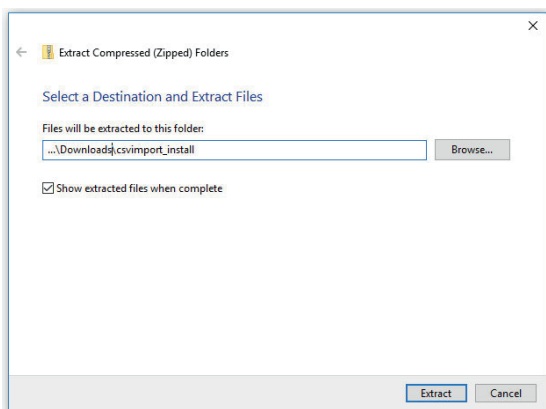 Extract Compressed (Zipped) Folders
Select a Destination and Extract Files
Files will be extracted to this folder:
...\Downloads\csvimport_install
Browse...
Show extracted files when complete
Extract
Cancel